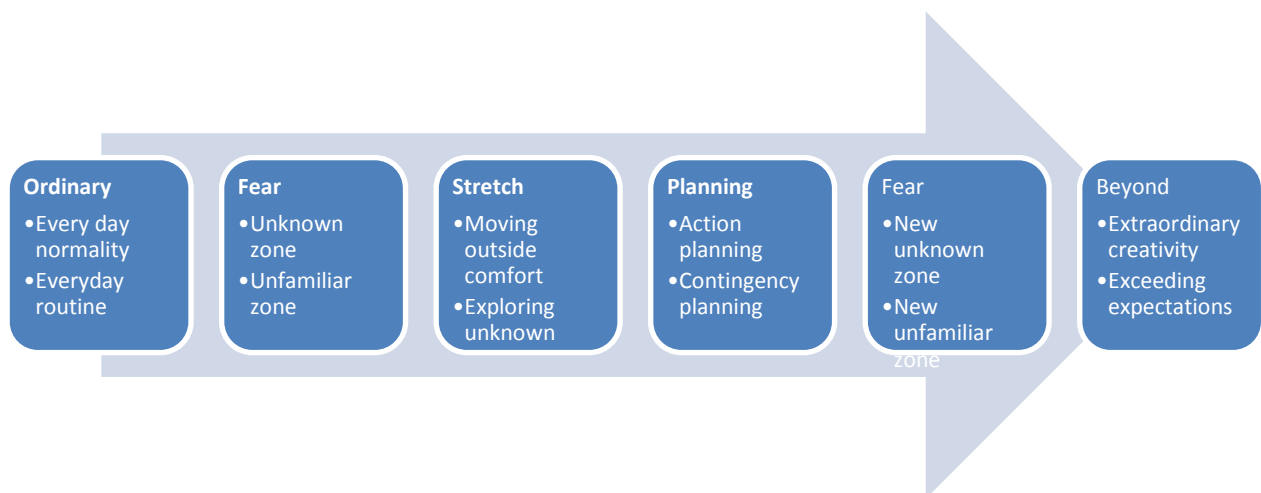 Ordinary
•Every day
normality
•Everyday
routine
Fear
•Unknown
zone
•Unfamiliar
zone
Stretch
•Moving
outside
comfort
•Exploring
unknown
Planning
•Action
planning
•Contingency
planning
Fear
•New
unknown
zone
•New
unfamiliar
zone
Beyond
•Extraordinary
creativity
•Exceeding
expectations